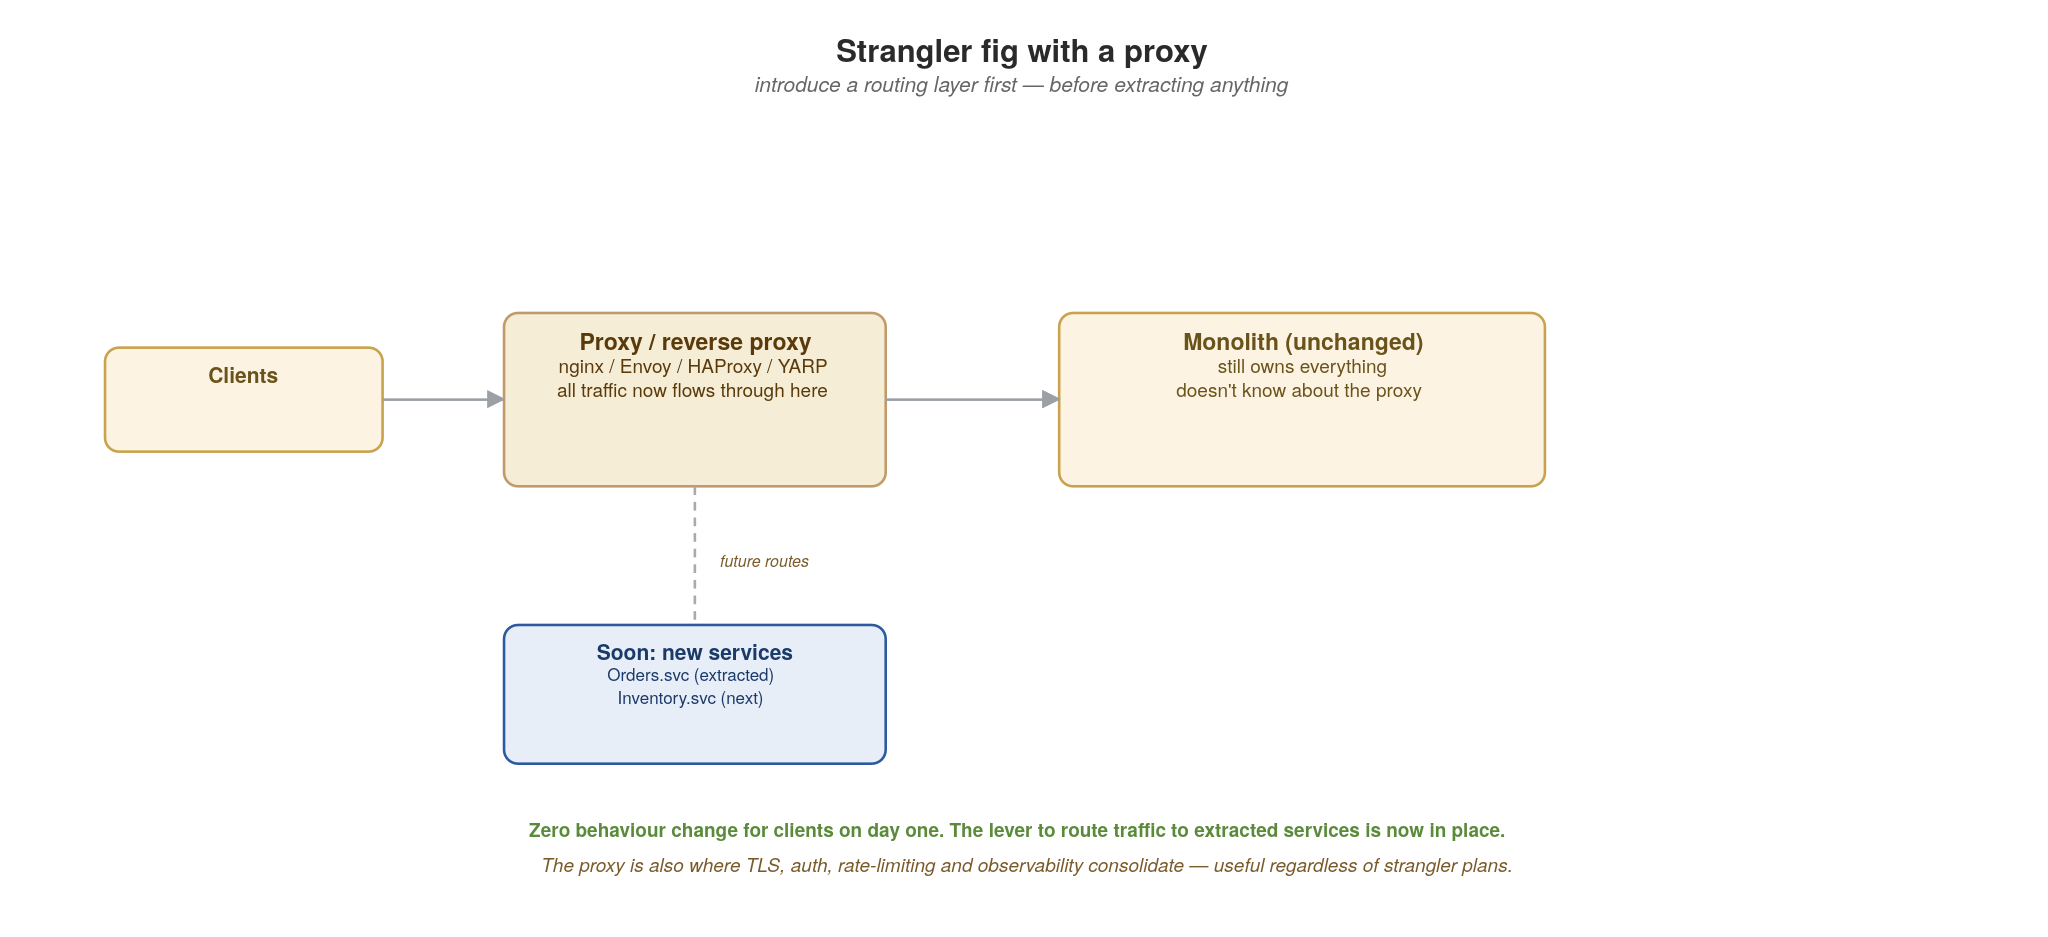 Strangler fig with a proxy
introduce a routing layer first — before extracting anything
Clients
Proxy / reverse proxy
nginx / Envoy / HAProxy / YARP
all traffic now flows through here
Monolith (unchanged)
still owns everything
doesn't know about the proxy
future routes
Soon: new services
Orders.svc (extracted)
Inventory.svc (next)
Zero behaviour change for clients on day one. The lever to route traffic to extracted services is now in place.
The proxy is also where TLS, auth, rate-limiting and observability consolidate — useful regardless of strangler plans.